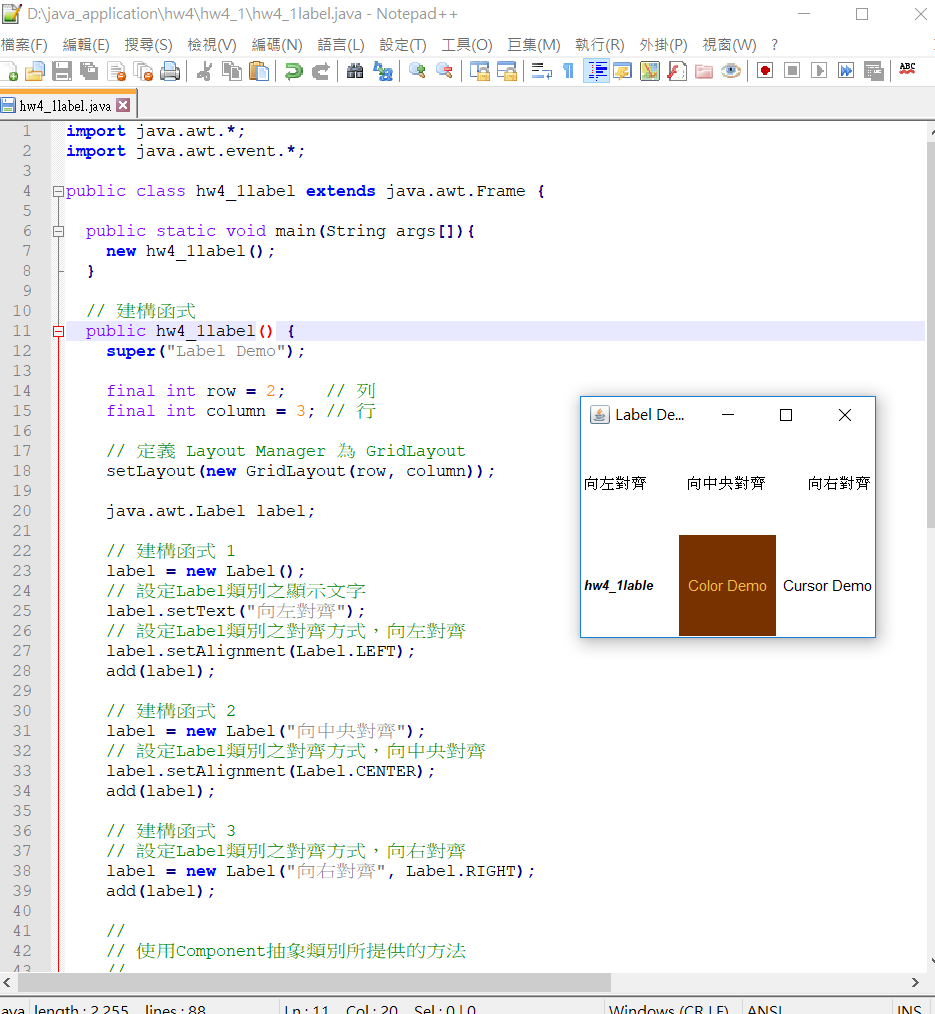 D:\java_application\hw4\hw4_1\hw4_1label.java - Notepad++
檔案(F) 編輯(E) 搜尋(S) 檢視(V) 編碼(N) 語言(L) 設定(T) 工具(O) 巨集(M) 執行(R) 外掛(P) 視窗(W) ?
ABC
hw4_1label.java
1 import java.awt.*;
2 import java.awt.event.*;
3
4 public class hw4_1label extends java.awt.Frame {
5
6 public static void main(String args[]){
7 new hw4_1label();
8 }
9
10 // 建構函式
11 public hw4_1label() {
12 super("Label Demo");
13
14 final int row = 2; // 列
15 final int column = 3; // 行
16
17 // 定義 Layout Manager 為 GridLayout
18 setLayout(new GridLayout(row, column));
19
20 java.awt.Label label;
21
22 // 建構函式 1
23 label = new Label();
24 // 設定Label類別之顯示文字
25 label.setText("向左對齊");
26 // 設定Label類別之對齊方式，向左對齊
27 label.setAlignment(Label.LEFT);
28 add(label);
29
30 // 建構函式 2
31 label = new Label("向中央對齊");
32 // 設定Label類別之對齊方式，向中央對齊
33 label.setAlignment(Label.CENTER);
34 add(label);
35
36 // 建構函式 3
37 // 設定Label類別之對齊方式，向右對齊
38 label = new Label("向右對齊", Label.RIGHT);
39 add(label);
40
41 //
42 // 使用Component抽象類別所提供的方法
43 //
Label De...
向左對齊 向中央對齊 向右對齊
hw4_1lable Color Demo Cursor Demo
ava length : 2,255 lines : 88 Ln : 11 Col : 20 Sel : 0 | 0 Windows (CR LF) ANSI INS